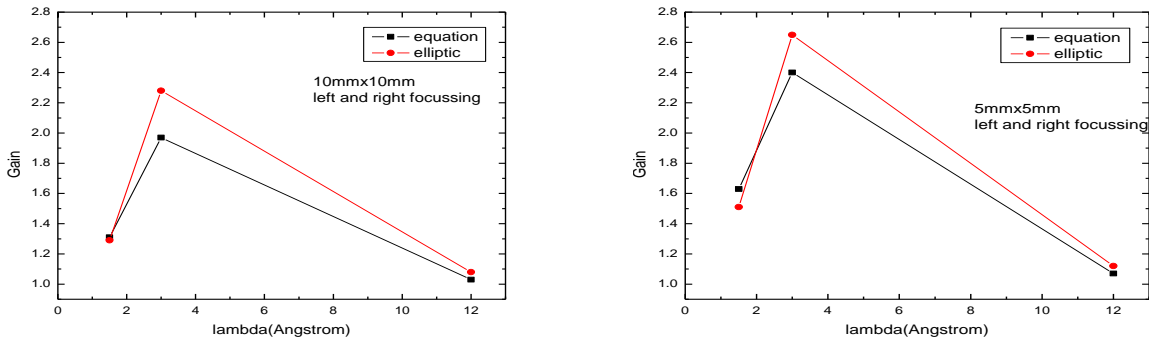 2.8
2.6
2.4
2.2
2.0
1.8
1.6
1.4
1.2
1.0
Gain
equation
elliptic
10mmx10mm
left and right focussing
0 2 4 6 8 10 12
lambda(Angstrom)
2.8
2.6
2.4
2.2
2.0
1.8
1.6
1.4
1.2
1.0
Gain
equation
elliptic
5mmx5mm
left and right focussing
0 2 4 6 8 10 12
lambda(Angstrom)